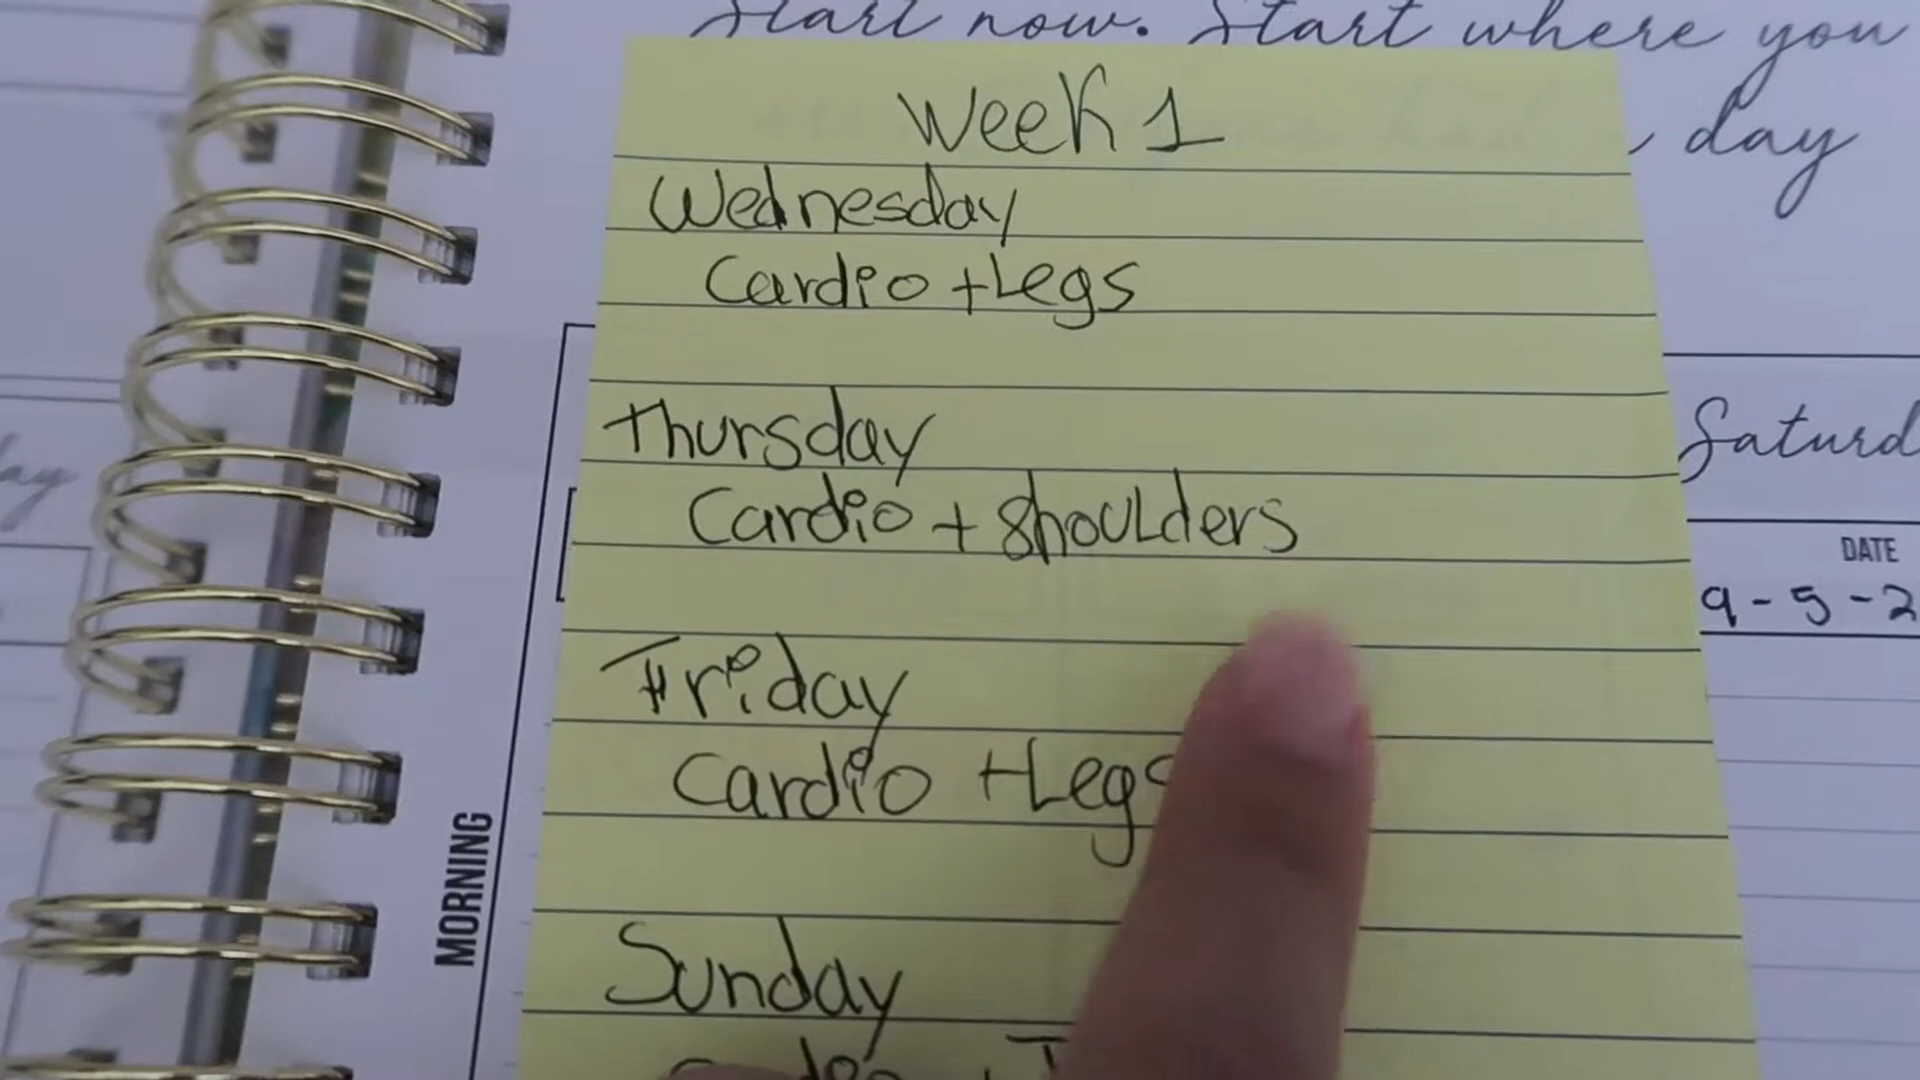 Start now. Start where you
day
Week 1
Wednesday
Cardio + Legs
Thursday
Cardio + Shoulders
Friday
Cardio + Legs
Sunday
MORNING
DATE
9-5-2